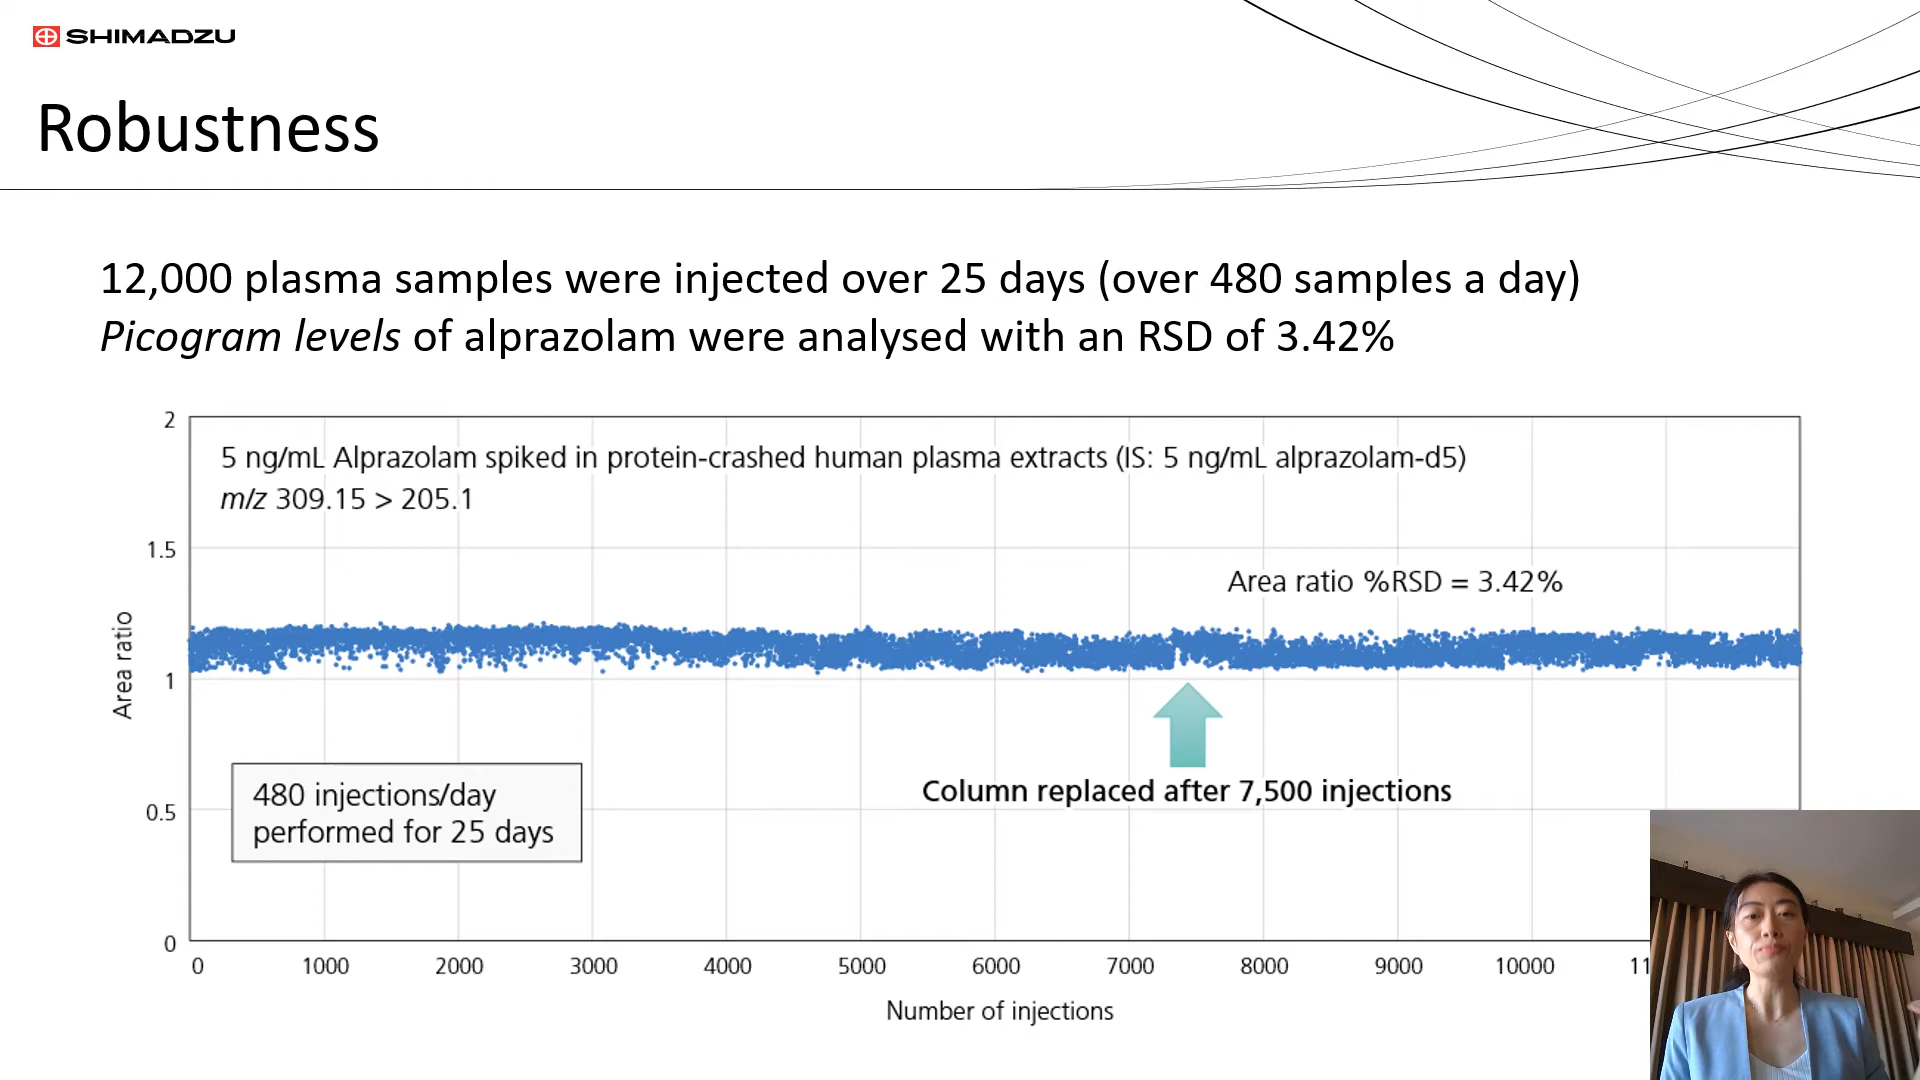 SHIMADZU
Robustness
12,000 plasma samples were injected over 25 days (over 480 samples a day)
Picogram levels of alprazolam were analysed with an RSD of 3.42%
2
5 ng/mL Alprazolam spiked in protein-crashed human plasma extracts (IS: 5 ng/mL alprazolam-d5)
m/z 309.15 > 205.1
1.5
Area ratio %RSD = 3.42%
Area ratio
1
Column replaced after 7,500 injections
480 injections/day
performed for 25 days
0.5
0
0 1000 2000 3000 4000 5000 6000 7000 8000 9000 10000 11
Number of injections